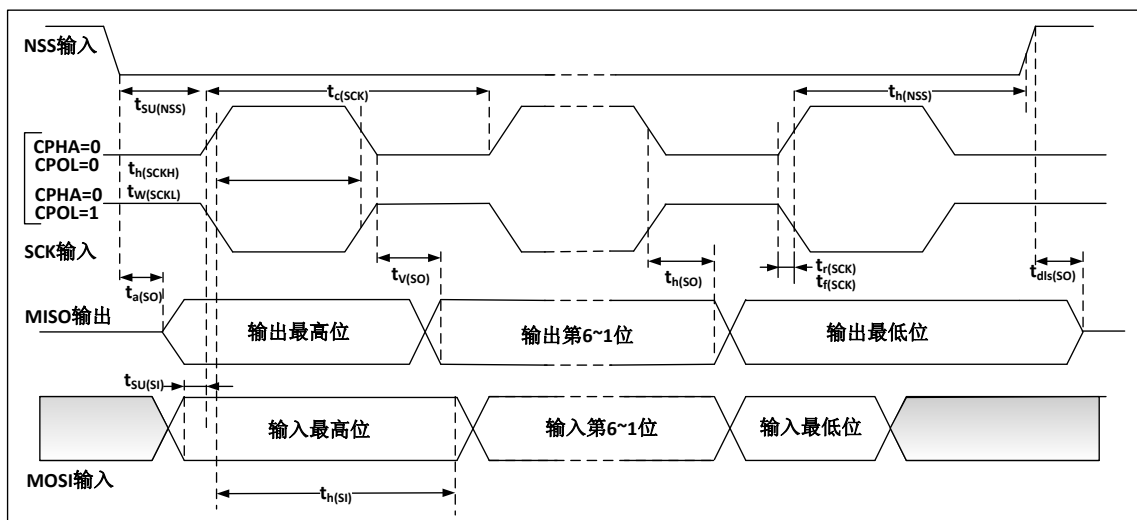 NSS输入
tSU(NSS)
tc(SCK)
th(NSS)
CPHA=0
CPOL=0
th(SCKH)
CPHA=0
CPOL=1
tW(SCKL)
SCK输入
ta(SO)
tV(SO)
th(SO)
tr(SCK)
tf(SCK)
tdis(SO)
MISO输出
输出最高位
输出第6~1位
输出最低位
tSU(SI)
输入最高位
输入第6~1位
输入最低位
MOSI输入
th(SI)